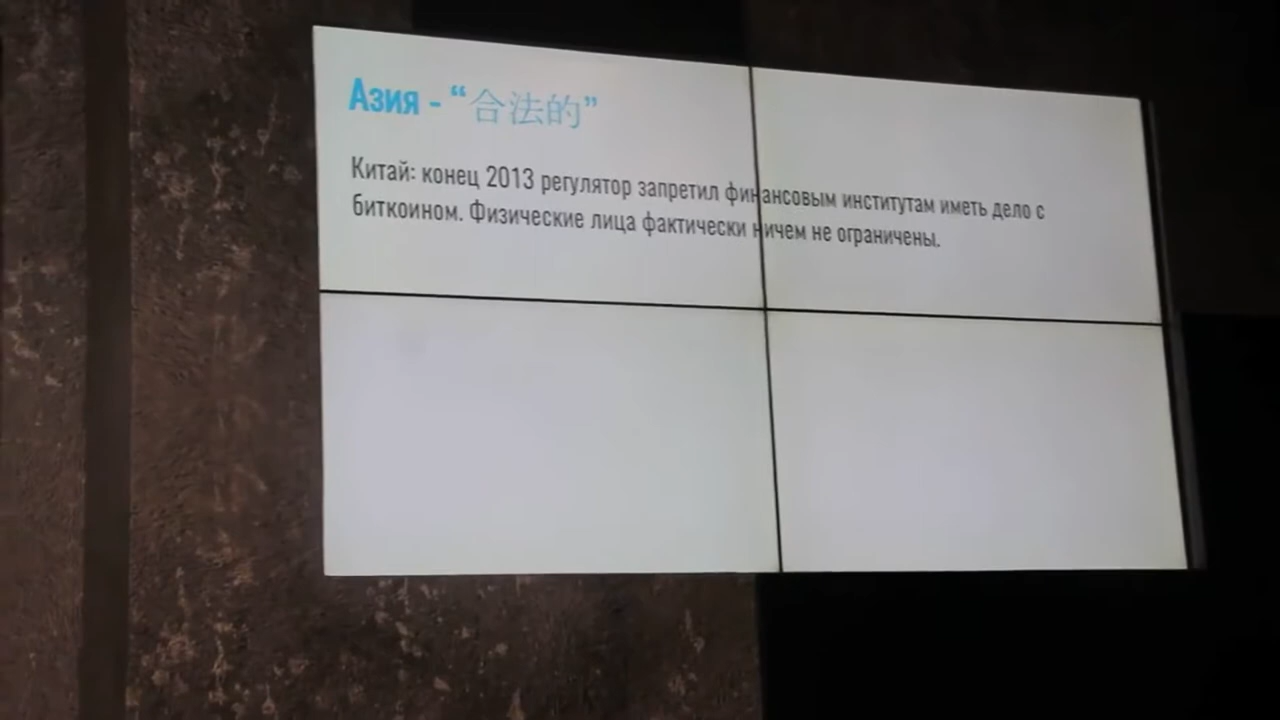 Азия - “合法的”
Китай: конец 2013 регулятор запретил финансовым институтам иметь дело с
биткоином. Физические лица фактически ничем не ограничены.